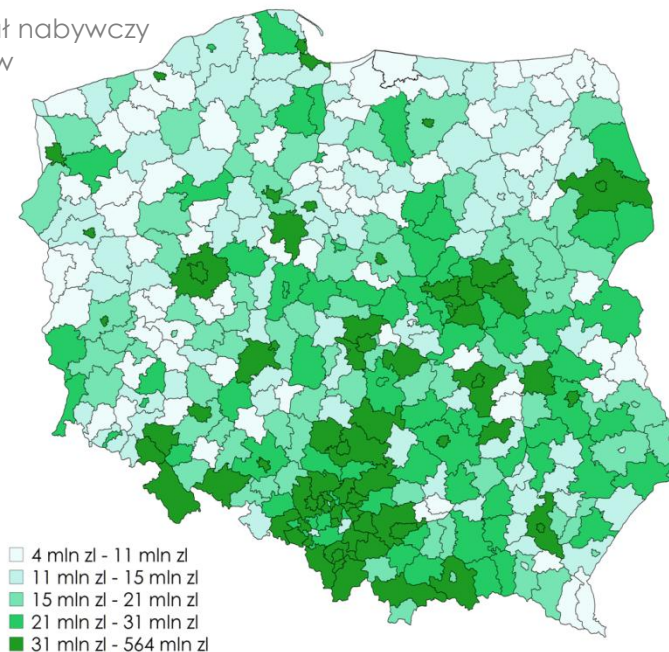 ł nabywczy
w
4 mln zl - 11 mln zl
11 mln zl - 15 mln zl
15 mln zl - 21 mln zl
21 mln zl - 31 mln zl
31 mln zl - 564 mln zl